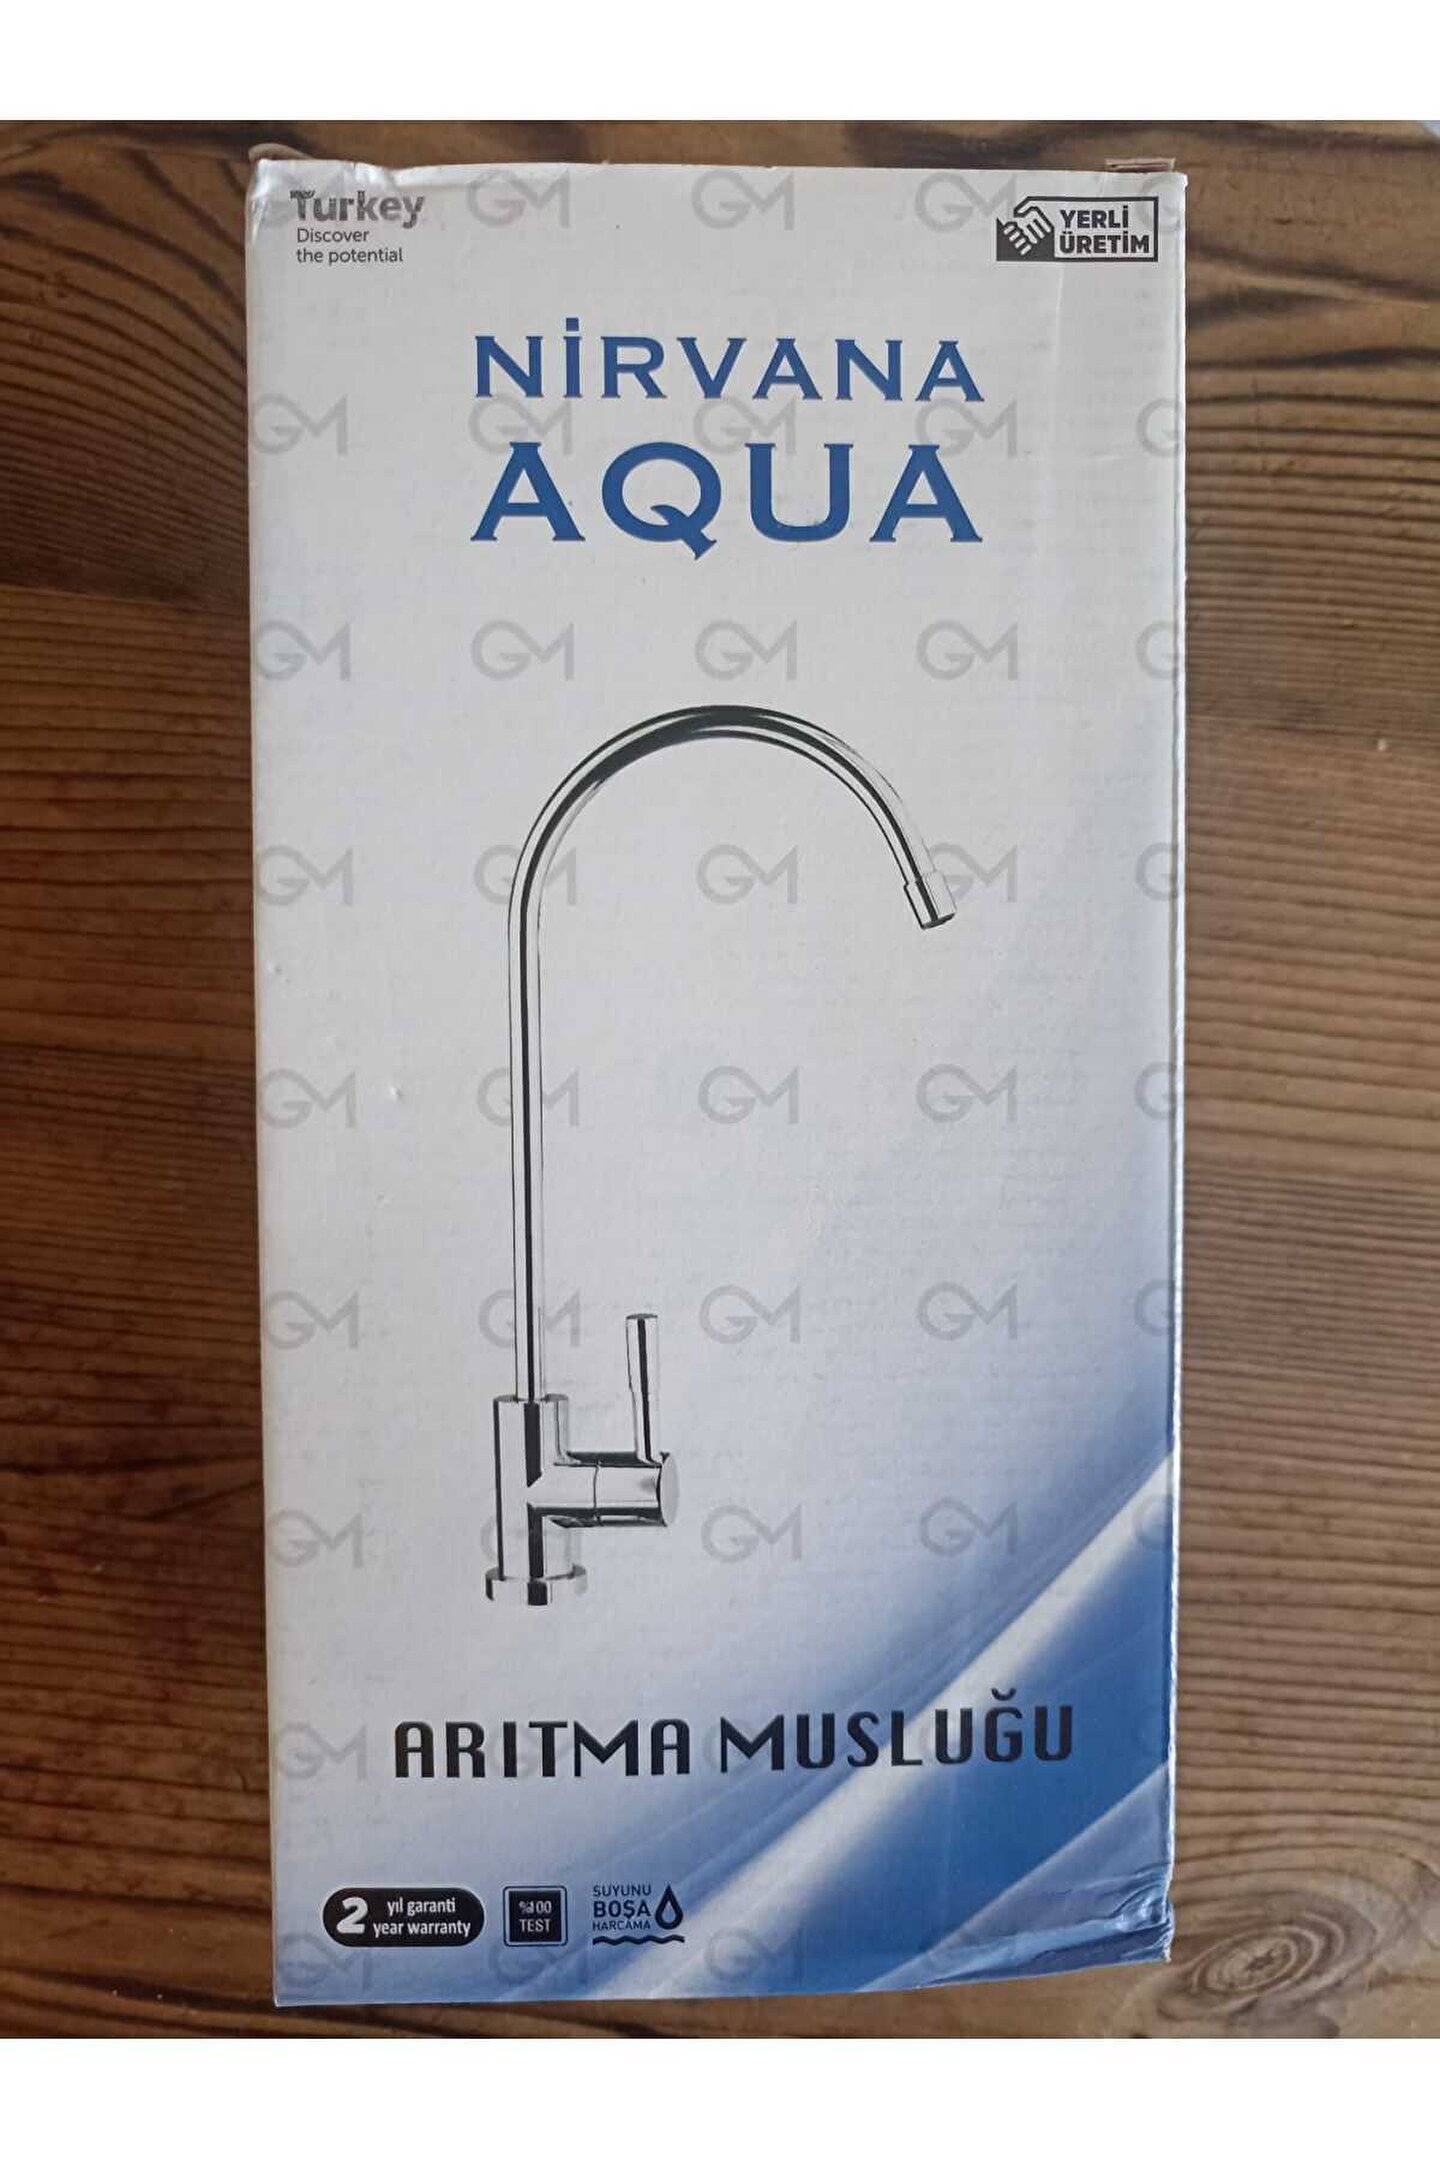 Turkey
Discover
the potential
YERLİ
ÜRETİM
NİRVANA
AQUA
ARITMA MUSLUĞU
2 yıl garanti
year warranty
%100
TEST
SUYUNU
BOŞA
HARCAMA
GM